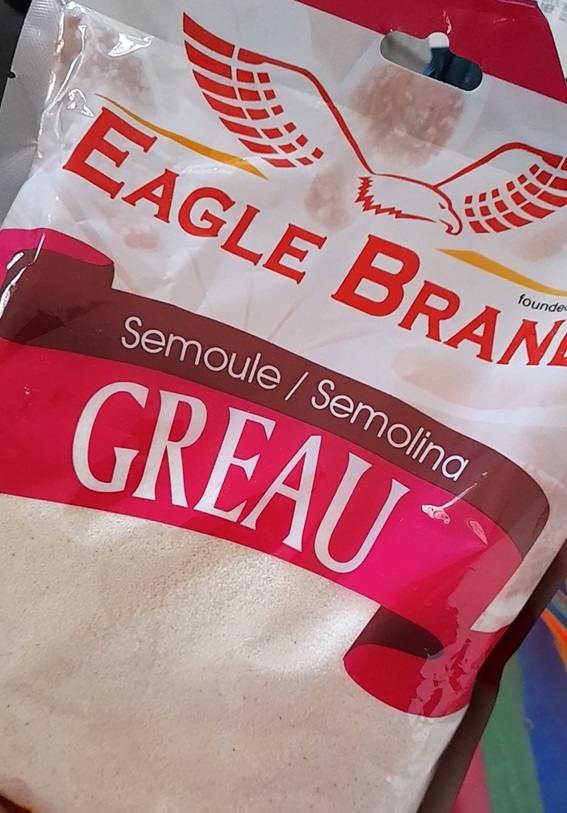 EAGLE BRAND
founded
Semoule / Semolina
GREAU